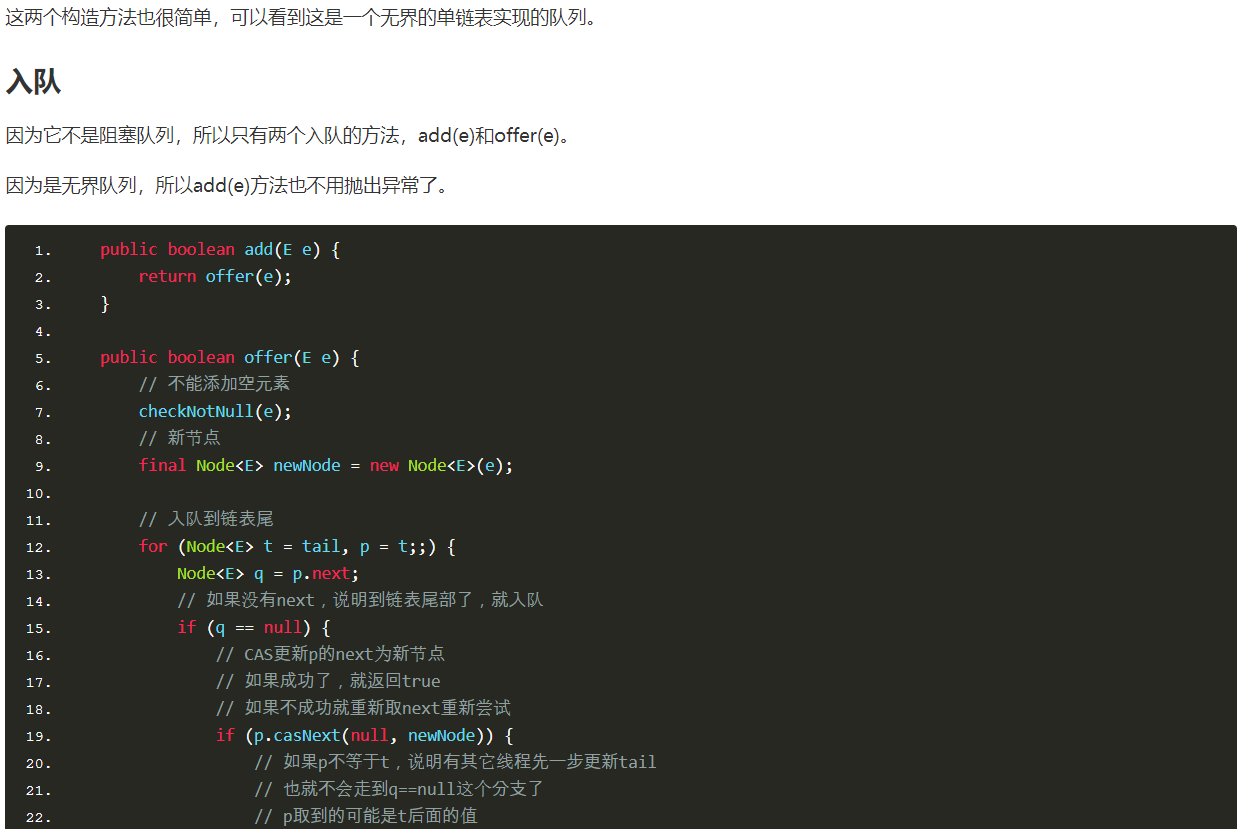 这两个构造方法也很简单，可以看到这是一个无界的单链表实现的队列。
入队
因为它不是阻塞队列，所以只有两个入队的方法，add(e)和offer(e)。
因为是无界队列，所以add(e)方法也不用抛出异常了。
1. public boolean add(E e) {
2. return offer(e);
3. }
4.
5. public boolean offer(E e) {
6. // 不能添加空元素
7. checkNotNull(e);
8. // 新节点
9. final Node<E> newNode = new Node<E>(e);
10.
11. // 入队到链表尾
12. for (Node<E> t = tail, p = t;;) {
13. Node<E> q = p.next;
14. // 如果没有next，说明到链表尾部了，就入队
15. if (q == null) {
16. // CAS更新p的next为新节点
17. // 如果成功了，就返回true
18. // 如果不成功就重新取next重新尝试
19. if (p.casNext(null, newNode)) {
20. // 如果p不等于t，说明有其它线程先一步更新tail
21. // 也就不会走到q==null这个分支了
22. // p取到的可能是t后面的值